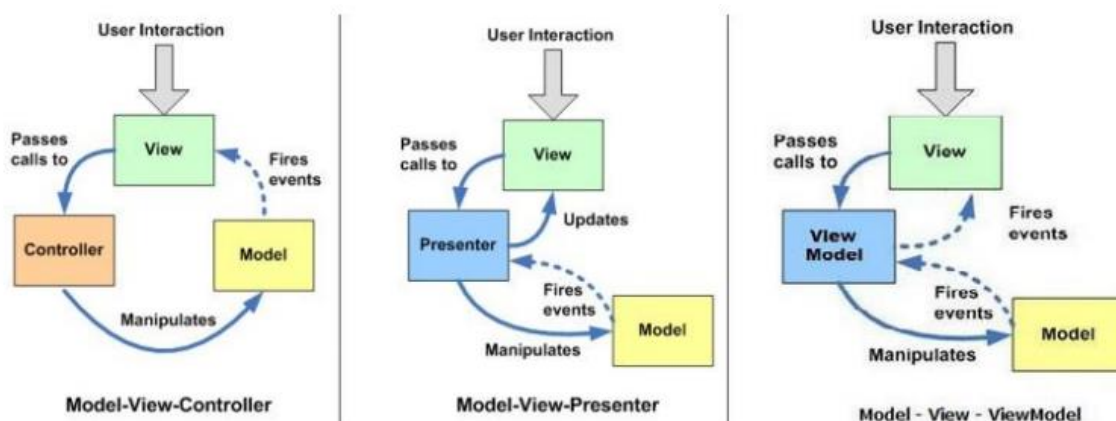 User Interaction
View
Passes
calls to
Fires
events
Controller
Model
Manipulates
Model-View-Controller
User Interaction
View
Passes
calls to
Updates
Presenter
Fires
events
Model
Manipulates
Model-View-Presenter
User Interaction
View
Passes
calls to
Fires
events
VIew
Model
Fires
events
Model
Manipulates
Model - View - ViewModel